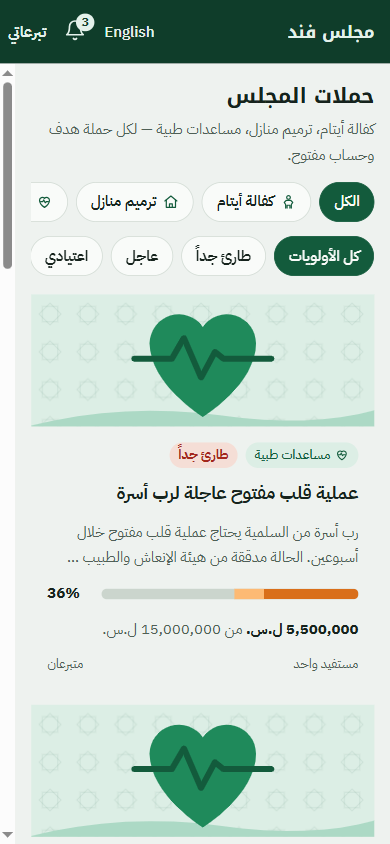 مجلس فند
English
3
تبرعاتي
حملات المجلس
كفالة أيتام، ترميم منازل، مساعدات طبية — لكل حملة هدف
وحساب مفتوح.
الكل
كفالة أيتام
ترميم منازل
كل الأولويات
طارئ جداً
عاجل
اعتيادي
مساعدات طبية
طارئ جداً
عملية قلب مفتوح عاجلة لرب أسرة
رب أسرة من السلمية يحتاج عملية قلب مفتوح خلال
أسبوعين. الحالة مدققة من هيئة الإنعاش والطبيب ...
36%
5,500,000 ل.س. من 15,000,000 ل.س.
مستفيد واحد
متبرعان